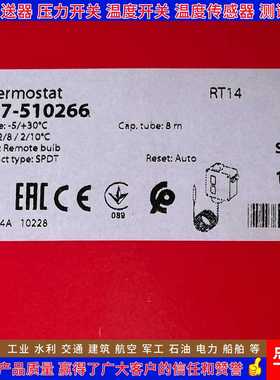 送器 压力开关 温度开关 温度传感器 测
ermostat
RT14
7-510266
e: -5/+30°C
Cap. tube: 8 m
2/8 / 2/10°C
: Remote bulb
ct type: SPDT
Reset: Auto
S
CE EAC
089
4A 10228
1
工业 水利 交通 建筑 航空 军工 石油 电力 船舶 等
产品质量 赢得了广大客户的信任和赞誉